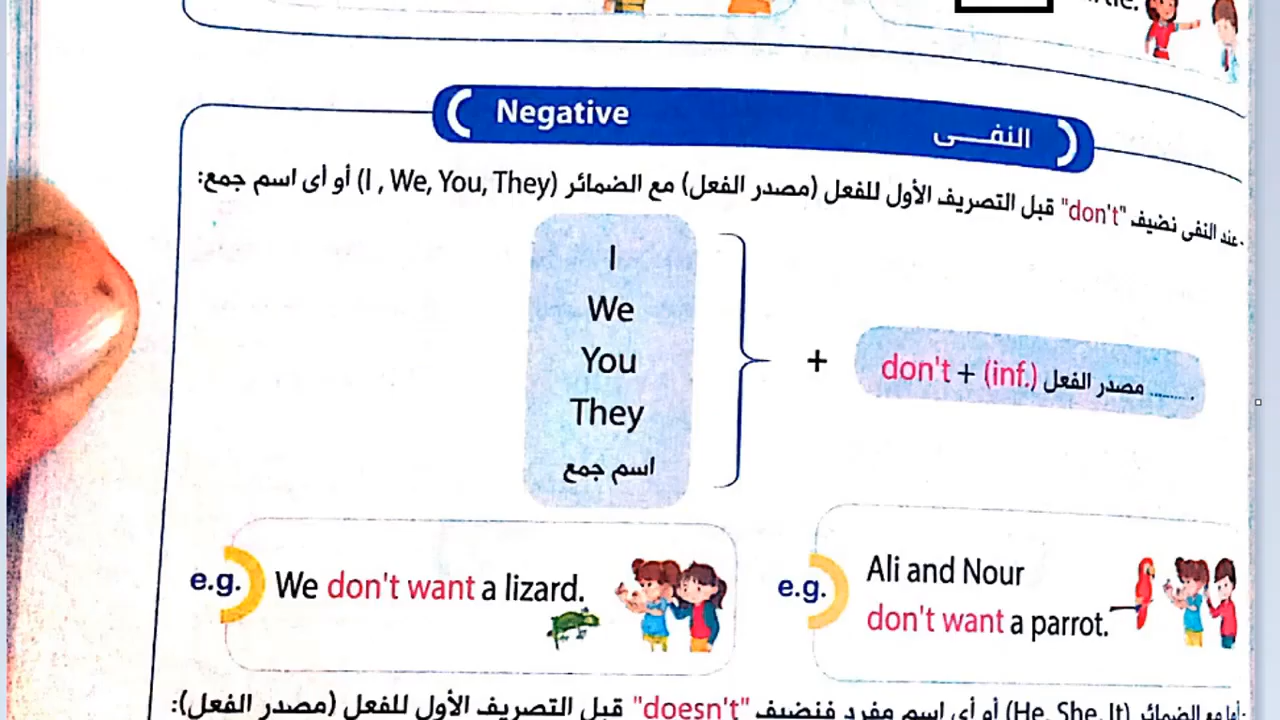 Negative النفـــى
- عند النفى نضيف "don't" قبل التصريف الأول للفعل (مصدر الفعل) مع الضمائر (I , We, You, They) أو أى اسم جمع:
I
We
You
They
اسم جمع
+
don't + (inf.) مصدر الفعل ......... .
e.g. We don't want a lizard.
e.g. Ali and Nour
don't want a parrot.
- أما مع الضمائر (He, She, It) أو أى اسم مفرد فنضيف "doesn't" قبل التصريف الأول للفعل (مصدر الفعل):